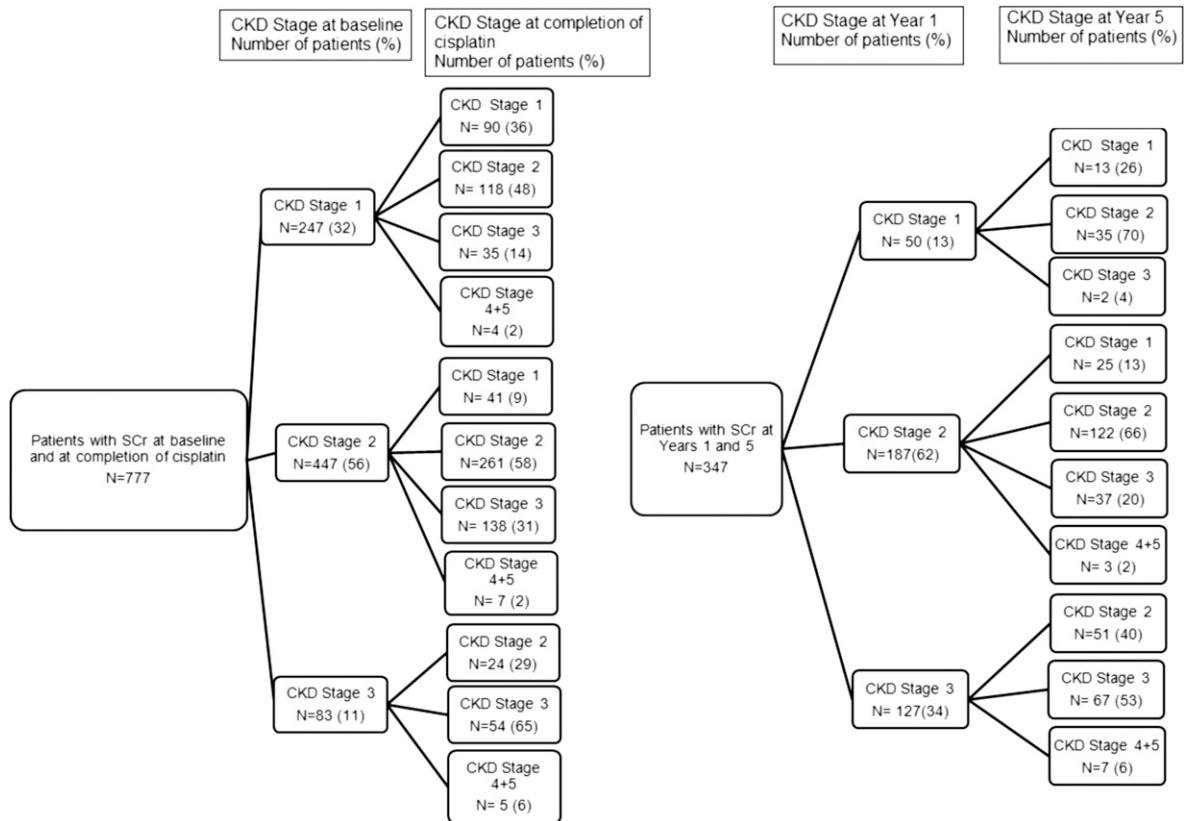 CKD Stage at baseline
Number of patients (%)
CKD Stage at completion of
cisplatin
Number of patients (%)
Patients with SCr at baseline
and at completion of cisplatin
N=777
CKD Stage 1
N=247 (32)
CKD Stage 1
N= 90 (36)
CKD Stage 2
N= 118 (48)
CKD Stage 3
N= 35 (14)
CKD Stage
4+5
N=4 (2)
CKD Stage 2
N=447 (56)
CKD Stage 1
N= 41 (9)
CKD Stage 2
N=261 (58)
CKD Stage 3
N= 138 (31)
CKD Stage
4+5
N= 7 (2)
CKD Stage 3
N=83 (11)
CKD Stage 2
N=24 (29)
CKD Stage 3
N=54 (65)
CKD Stage
4+5
N= 5 (6)
CKD Stage at Year 1
Number of patients (%)
CKD Stage at Year 5
Number of patients (%)
Patients with SCr at
Years 1 and 5
N=347
CKD Stage 1
N= 50 (13)
CKD Stage 1
N=13 (26)
CKD Stage 2
N=35 (70)
CKD Stage 3
N=2 (4)
CKD Stage 2
N=187(62)
CKD Stage 1
N= 25 (13)
CKD Stage 2
N=122 (66)
CKD Stage 3
N=37 (20)
CKD Stage 4+5
N= 3 (2)
CKD Stage 3
N= 127(34)
CKD Stage 2
N=51 (40)
CKD Stage 3
N= 67 (53)
CKD Stage 4+5
N=7 (6)